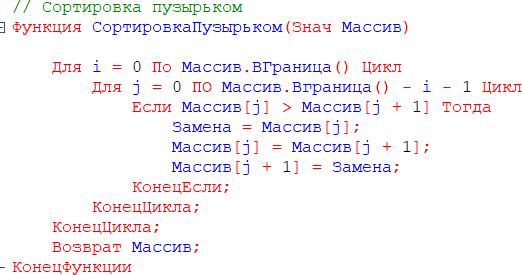 // Сортировка пузырьком
Функция СортировкаПузырьком(Знач Массив)
Для i = 0 По Массив.ВГраница() Цикл
Для j = 0 ПО Массив.Вграница() - i - 1 Цикл
Если Массив[j] > Массив[j + 1] Тогда
Замена = Массив[j];
Массив[j] = Массив[j + 1];
Массив[j + 1] = Замена;
КонецЕсли;
КонецЦикла;
КонецЦикла;
Возврат Массив;
КонецФункции